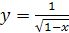 y = 1/√(1−x)